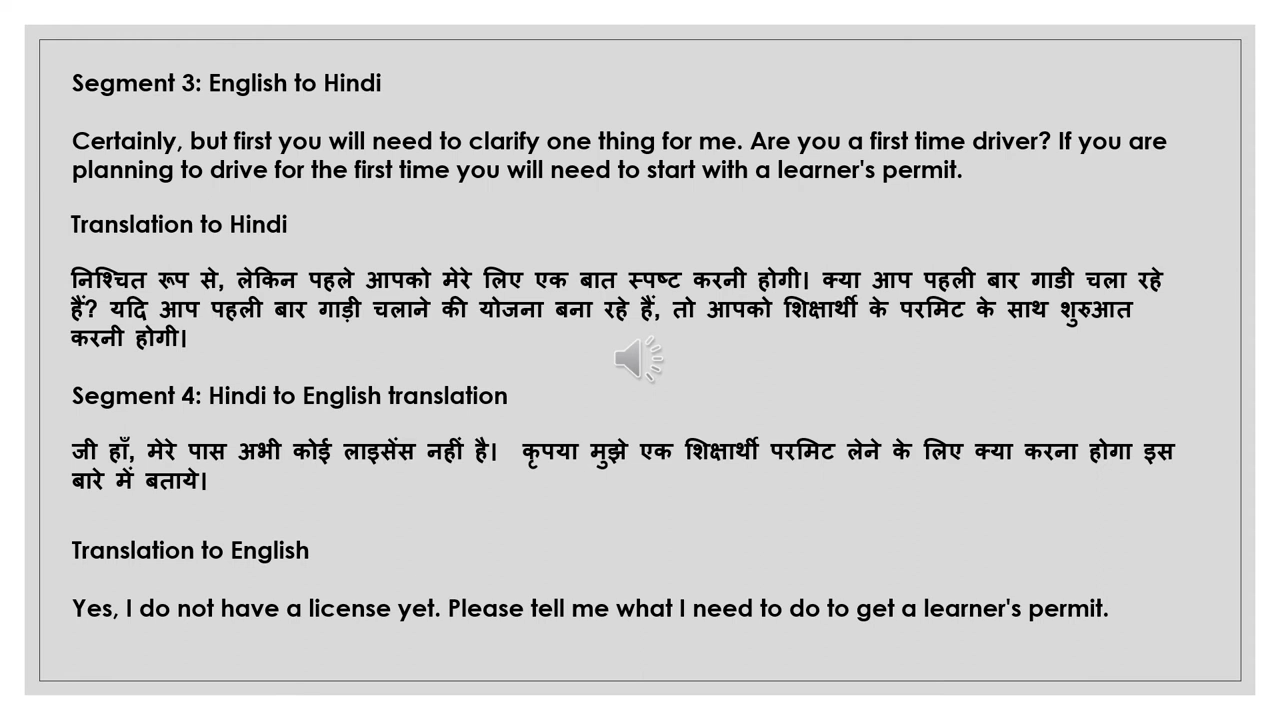 Segment 3: English to Hindi
Certainly, but first you will need to clarify one thing for me. Are you a first time driver? If you are
planning to drive for the first time you will need to start with a learner's permit.
Translation to Hindi
निश्चित रूप से, लेकिन पहले आपको मेरे लिए एक बात स्पष्ट करनी होगी। क्या आप पहली बार गाडी चला रहे
हैं? यदि आप पहली बार गाड़ी चलाने की योजना बना रहे हैं, तो आपको शिक्षार्थी के परमिट के साथ शुरुआत
करनी होगी।
Segment 4: Hindi to English translation
जी हाँ, मेरे पास अभी कोई लाइसेंस नहीं है। कृपया मुझे एक शिक्षार्थी परमिट लेने के लिए क्या करना होगा इस
बारे में बताये।
Translation to English
Yes, I do not have a license yet. Please tell me what I need to do to get a learner's permit.